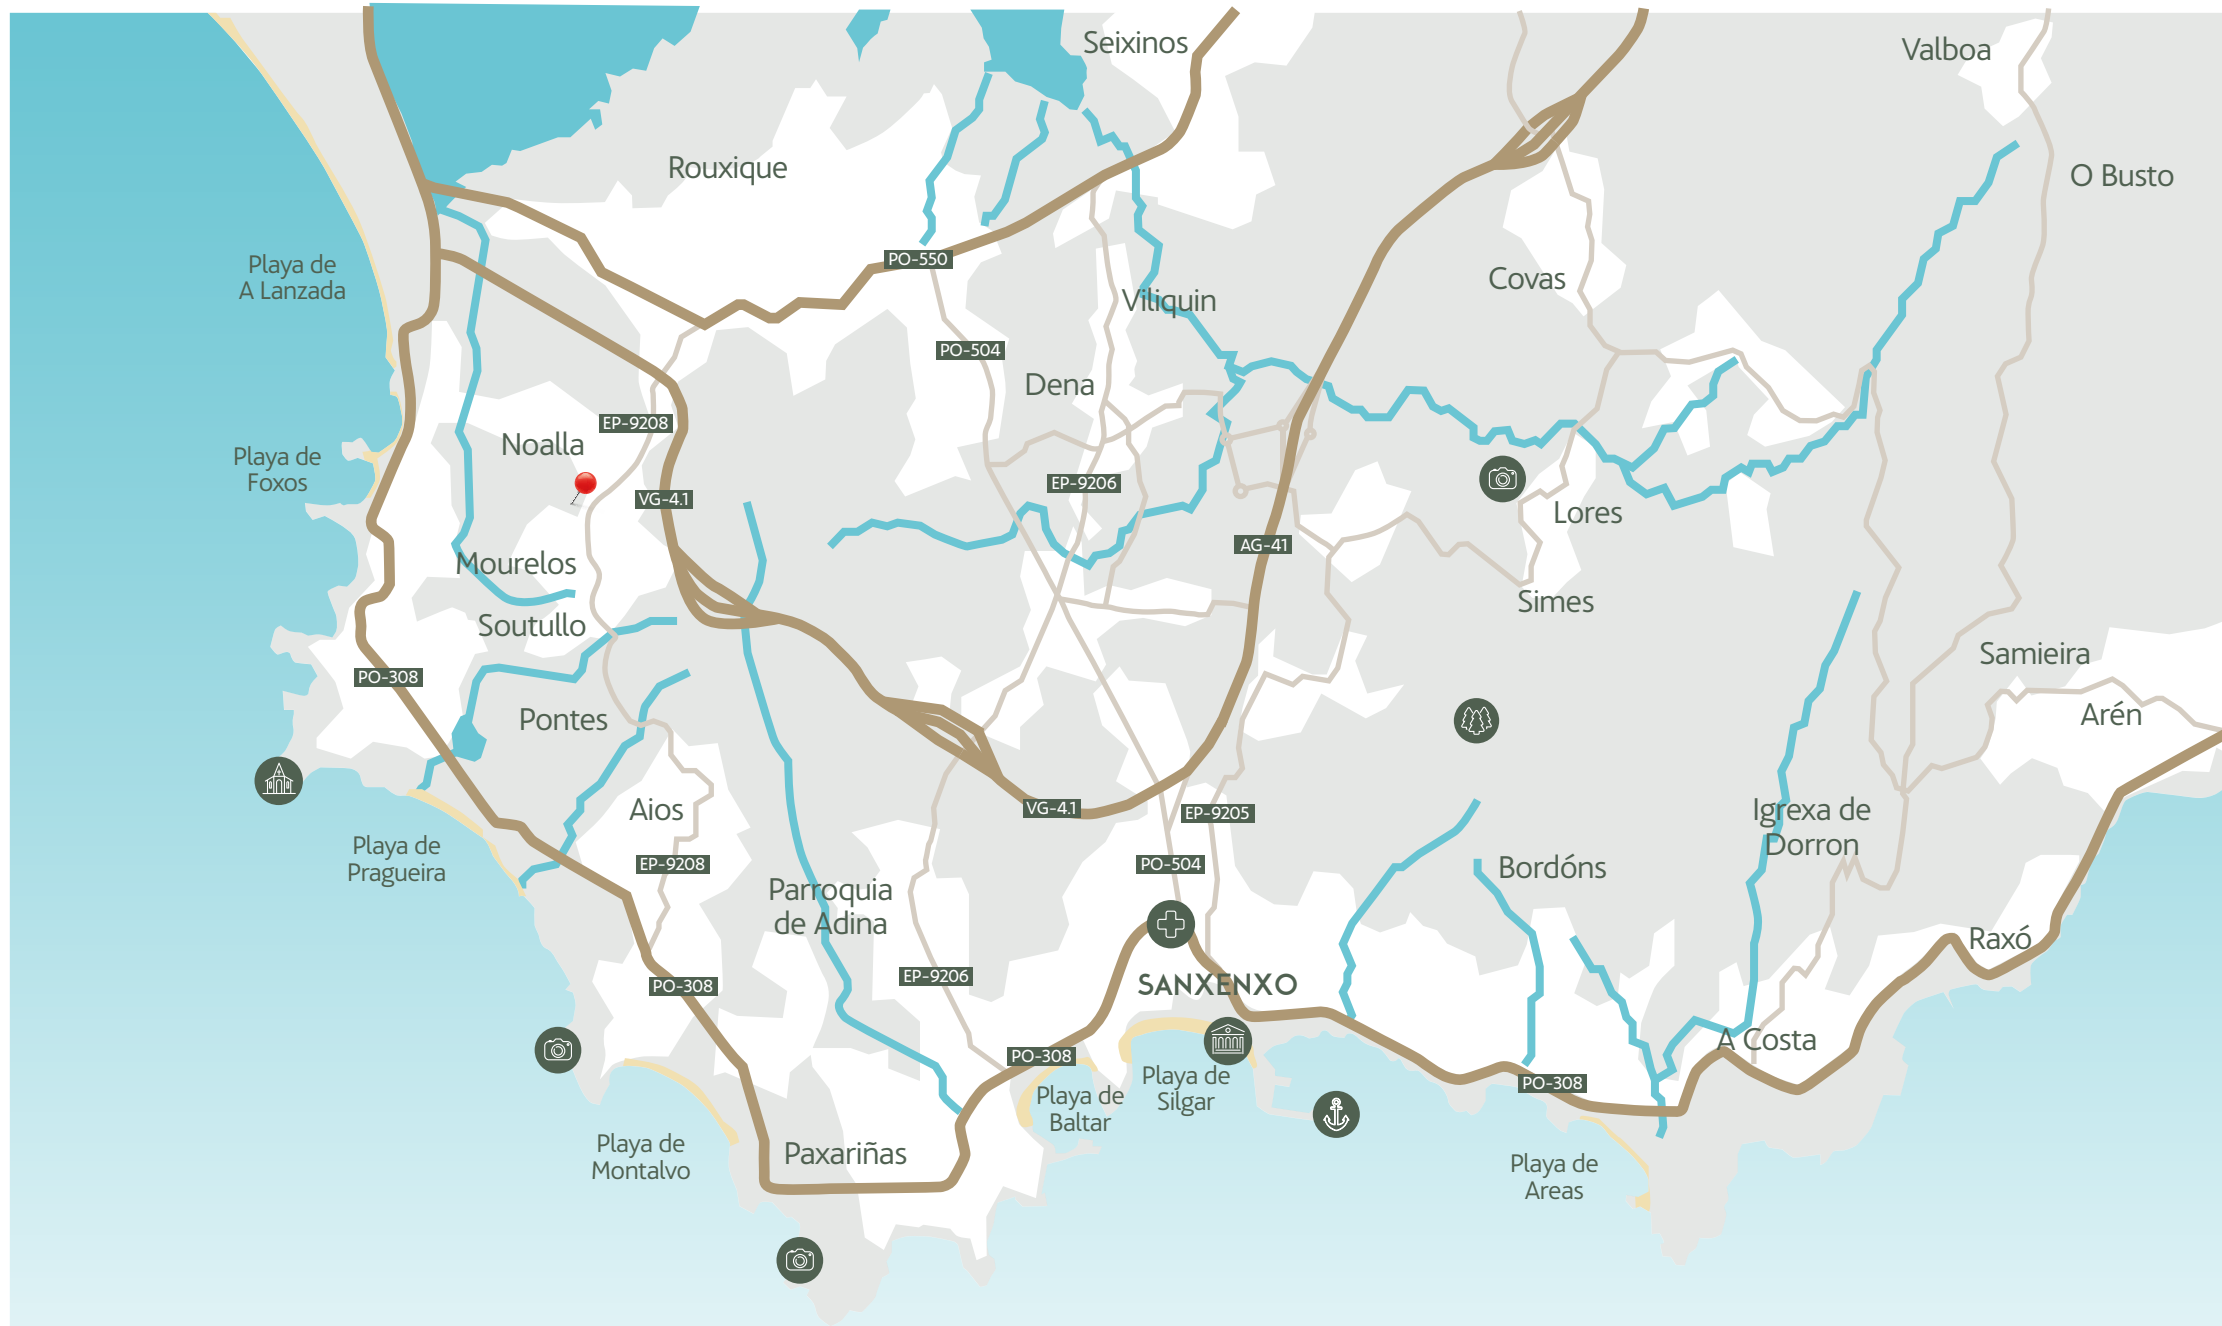 Seixinos
Valboa
Rouxique
O Busto
PO-550
Playa de
A Lanzada
Covas
Viliquin
PO-504
Dena
EP-9208
Noalla
Playa de
Foxos
EP-9206
VG-4.1
Lores
AG-41
Mourelos
Simes
Soutullo
Samieira
PO-308
Arén
Pontes
VG-4.1
EP-9205
Aios
Igrexa de
Dorron
Playa de
Pragueira
EP-9208
PO-504
Bordóns
Parroquia
de Adina
Raxó
EP-9206
PO-308
SANXENXO
A Costa
PO-308
Playa de
Silgar
PO-308
Playa de
Baltar
Playa de
Montalvo
Paxariñas
Playa de
Areas